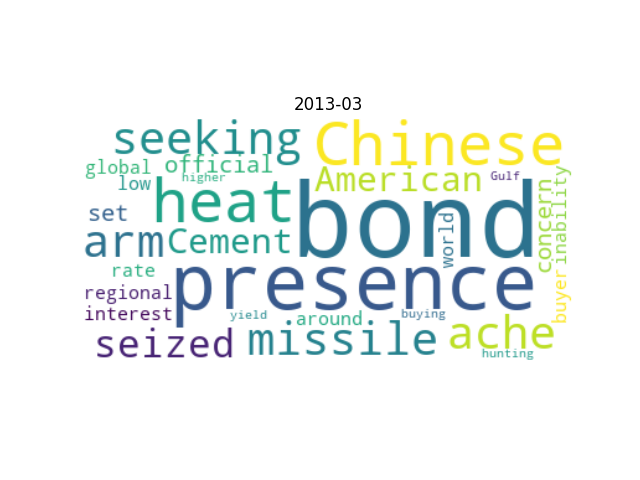 2013-03
seeking
Chinese
global
official
American
Gulf
low
higher
heat
bond
set
arm
Cement
world
concern
inability
rate
presence
regional
interest
yield
around
buying
buyer
seized
missile
ache
hunting